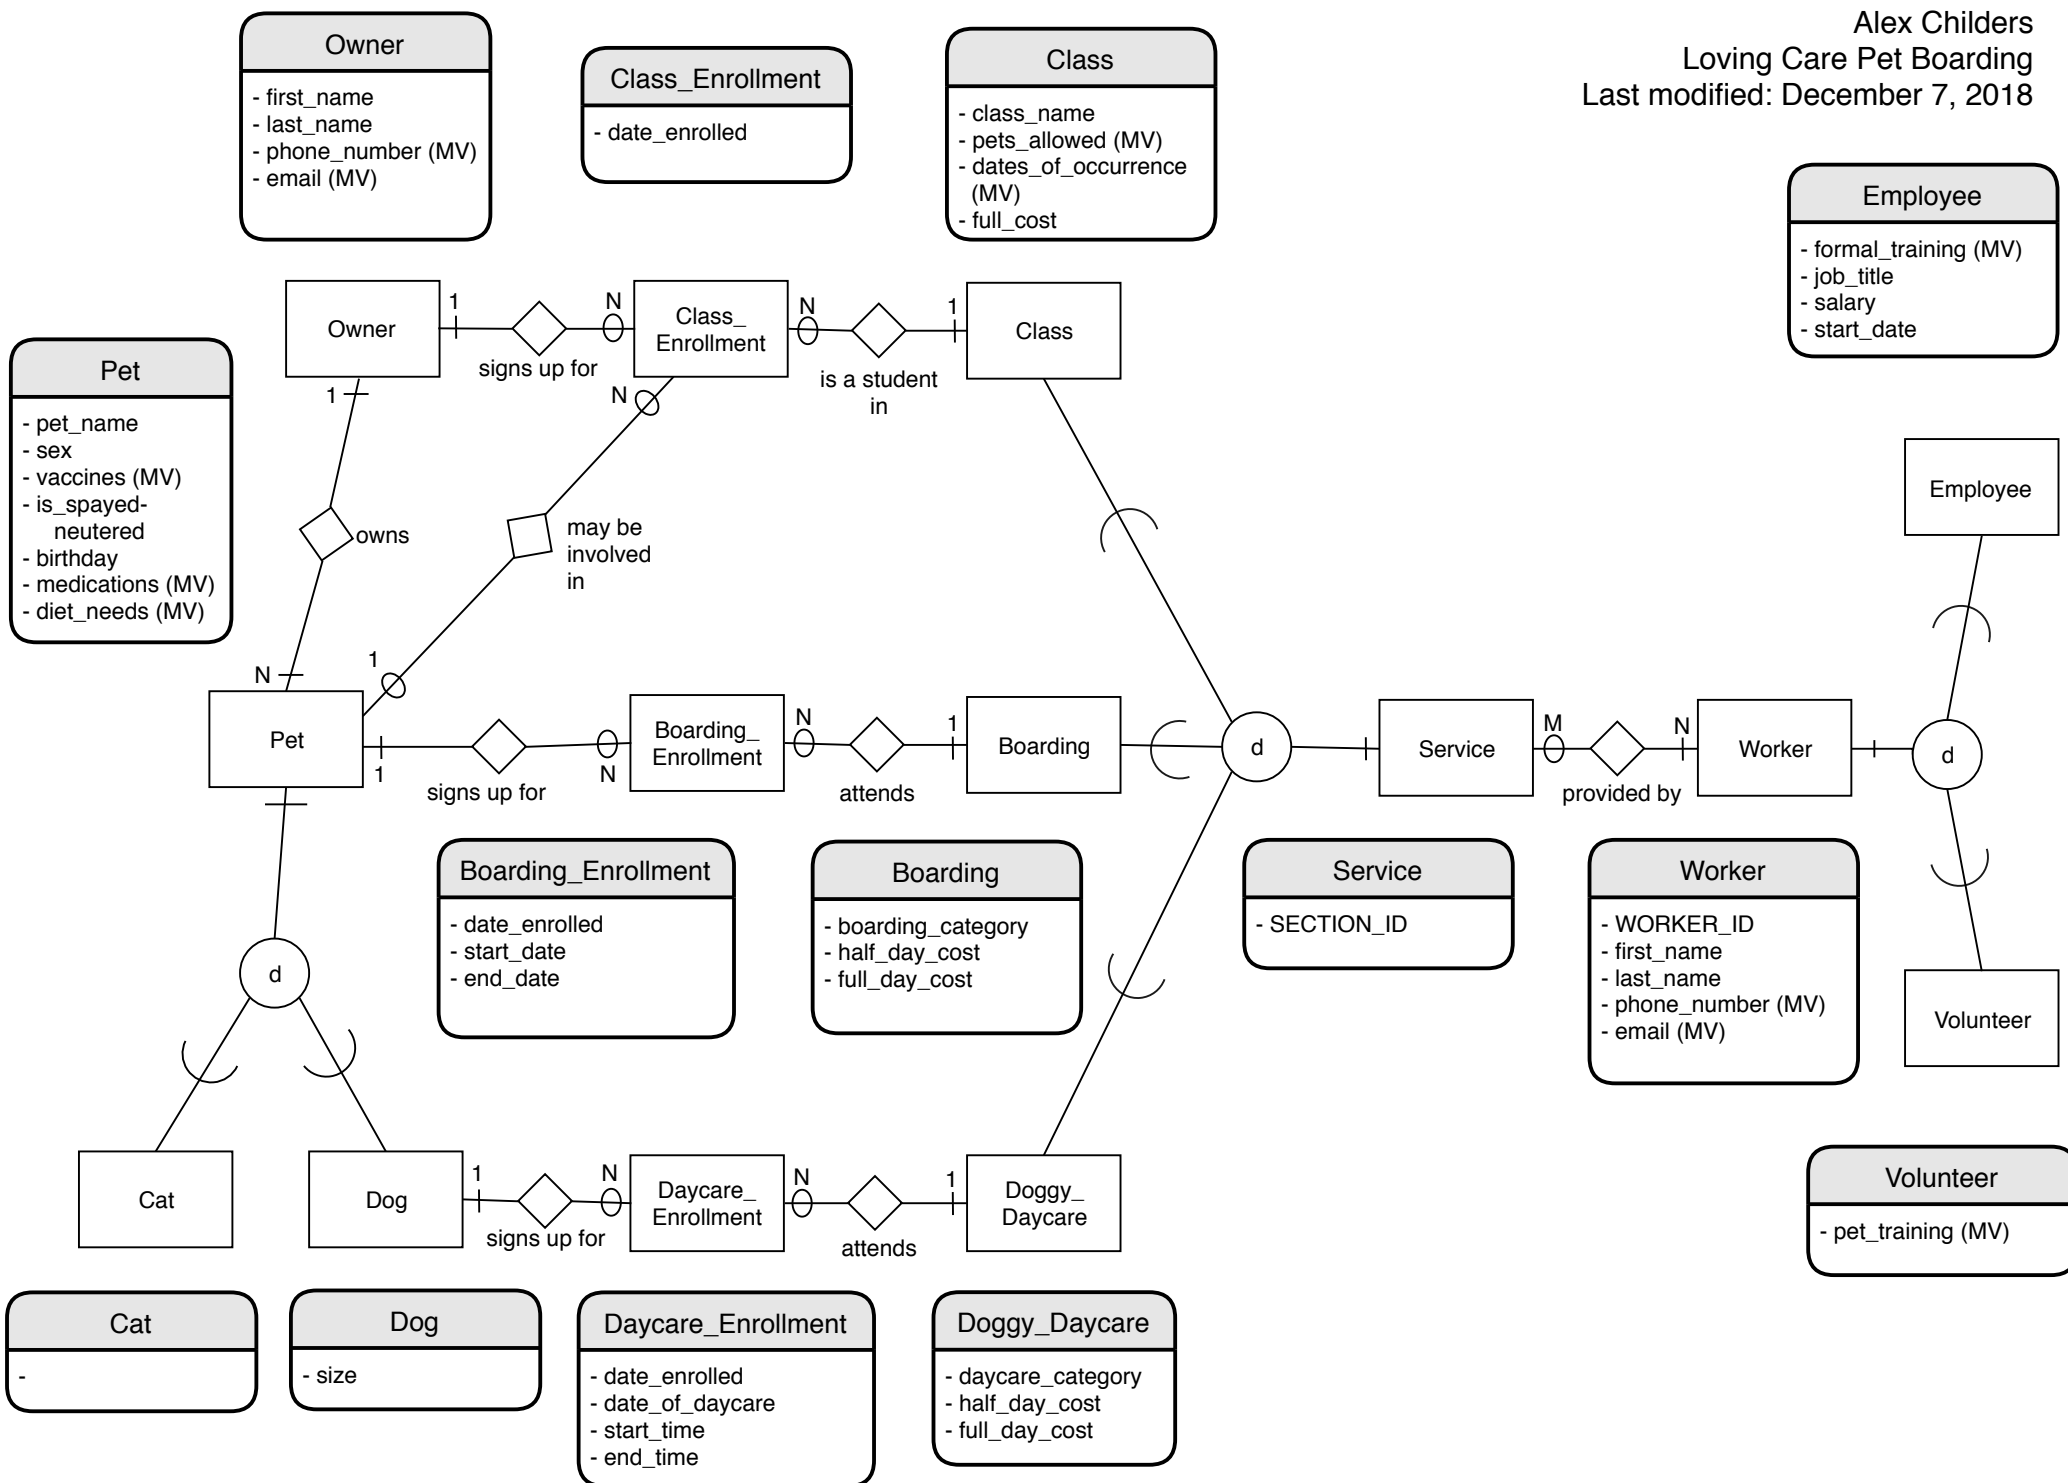 Alex Childers
Loving Care Pet Boarding
Last modified: December 7, 2018
Owner
- first_name
- last_name
- phone_number (MV)
- email (MV)
Class_Enrollment
- date_enrolled
Class
- class_name
- pets_allowed (MV)
- dates_of_occurrence
(MV)
- full_cost
Employee
- formal_training (MV)
- job_title
- salary
- start_date
Pet
- pet_name
- sex
- vaccines (MV)
- is_spayed-
neutered
- birthday
- medications (MV)
- diet_needs (MV)
Owner
1
signs up for
N
Class_
Enrollment
N
is a student
in
1
Class
1
owns
N
N
may be
involved
in
1
Employee
Pet
1
signs up for
N
Boarding_
Enrollment
N
attends
1
Boarding
d
Service
M
provided by
N
Worker
d
Boarding_Enrollment
- date_enrolled
- start_date
- end_date
Boarding
- boarding_category
- half_day_cost
- full_day_cost
Service
- SECTION_ID
Worker
- WORKER_ID
- first_name
- last_name
- phone_number (MV)
- email (MV)
Volunteer
d
Cat
Dog
1
signs up for
N
Daycare_
Enrollment
N
attends
1
Doggy_
Daycare
Volunteer
- pet_training (MV)
Cat
-
Dog
- size
Daycare_Enrollment
- date_enrolled
- date_of_daycare
- start_time
- end_time
Doggy_Daycare
- daycare_category
- half_day_cost
- full_day_cost